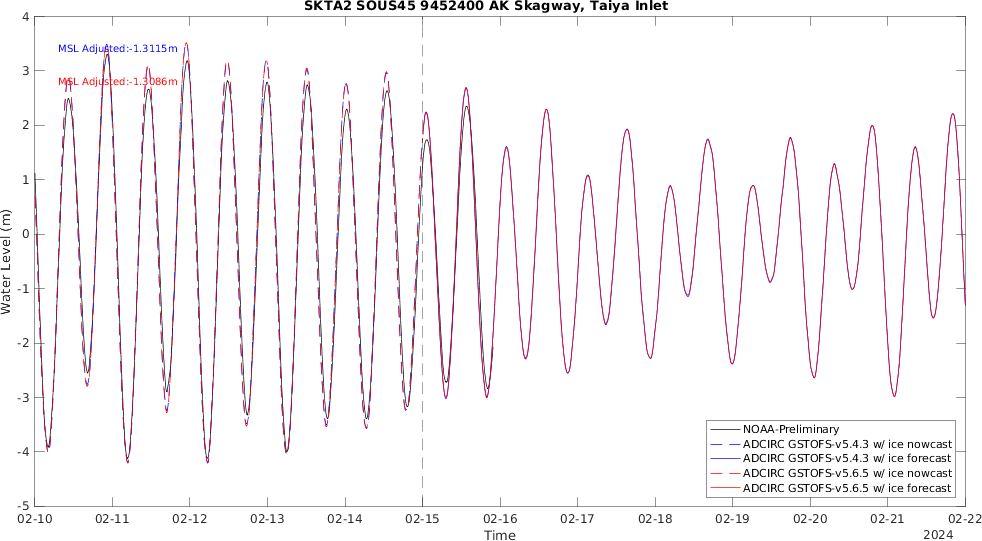 SKTA2 SOUS45 9452400 AK Skagway, Taiya Inlet
4
3
2
1
0
-1
-2
-3
-4
-5
Water Level (m)
MSL Adjusted:-1.3115m
MSL Adjusted:-1.3086m
NOAA-Preliminary
ADCIRC GSTOFS-v5.4.3 w/ ice nowcast
ADCIRC GSTOFS-v5.4.3 w/ ice forecast
ADCIRC GSTOFS-v5.6.5 w/ ice nowcast
ADCIRC GSTOFS-v5.6.5 w/ ice forecast
02-10 02-11 02-12 02-13 02-14 02-15 02-16 02-17 02-18 02-19 02-20 02-21 02-22
Time
2024